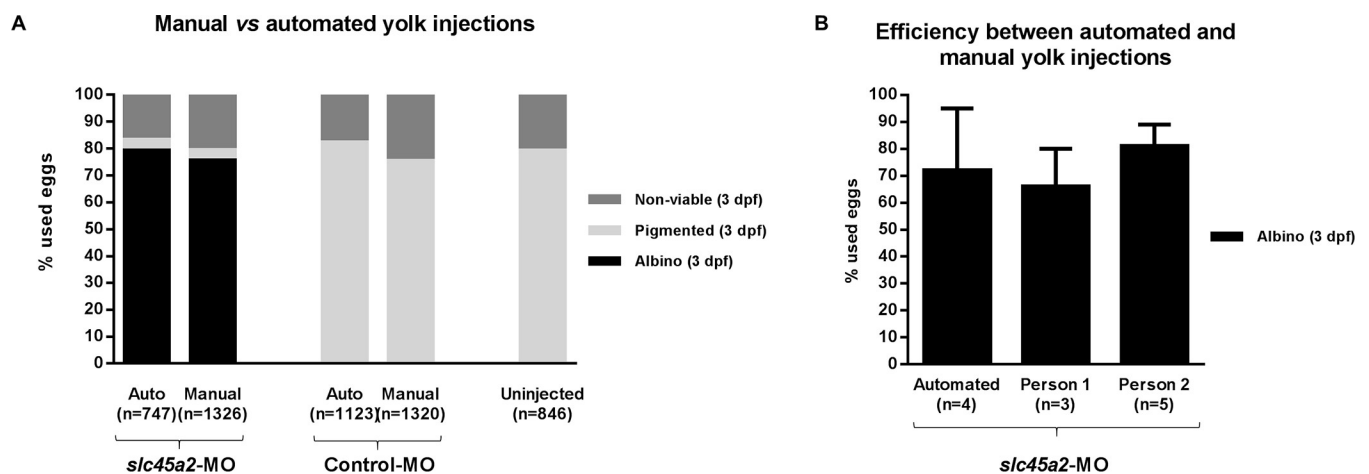 A
Manual vs automated yolk injections
% used eggs
100
90
80
70
60
50
40
30
20
10
0
Auto
(n=747)
Manual
(n=1326)
slc45a2-MO
Auto
(n=1123)
Manual
(n=1320)
Control-MO
Uninjected
(n=846)
Non-viable (3 dpf)
Pigmented (3 dpf)
Albino (3 dpf)
B
Efficiency between automated and
manual yolk injections
% used eggs
100
90
80
70
60
50
40
30
20
10
0
Automated
(n=4)
Person 1
(n=3)
Person 2
(n=5)
slc45a2-MO
Albino (3 dpf)